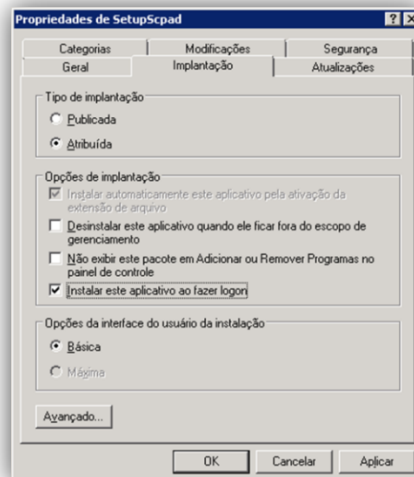 Propriedades de SetupScpad
Categorias Modificações Segurança
Geral Implantação Atualizações
Tipo de implantação
Publicada
Atribuída
Opções de implantação
Instalar automaticamente este aplicativo pela ativação da
extensão de arquivo
Desinstalar este aplicativo quando ele ficar fora do escopo de
gerenciamento
Não exibir este pacote em Adicionar ou Remover Programas no
painel de controle
Instalar este aplicativo ao fazer logon
Opções da interface do usuário da instalação
Básica
Máxima
Avançado...
OK Cancelar Aplicar